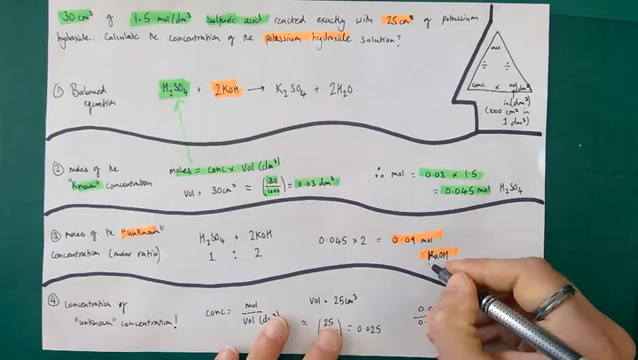 30 cm³ of 1.5 mol/dm³ sulfuric acid reacted exactly with 25cm³ of potassium
hydroxide. Calculate the concentration of the potassium hydroxide solution?
mol
÷ ÷
conc x vol(dm³)
in(dm³)
(1000 cm³ in
1 dm³)
① Balanced
equation
H₂SO₄ + 2KOH → K₂SO₄ + 2H₂O
② moles of the
"known" concentration
moles = conc x vol (dm³)
vol = 30cm³ = (30/1000) = 0.03 dm³
∴ mol = 0.03 x 1.5
= 0.045 mol H₂SO₄
③ moles of the "unknown"
concentration (molar ratio)
H₂SO₄ + 2KOH
1 : 2
0.045 x 2 = 0.09 mol
④ Concentration of
"unknown" concentration!
conc = mol
vol
vol = 25cm³
= (25 = 0.025